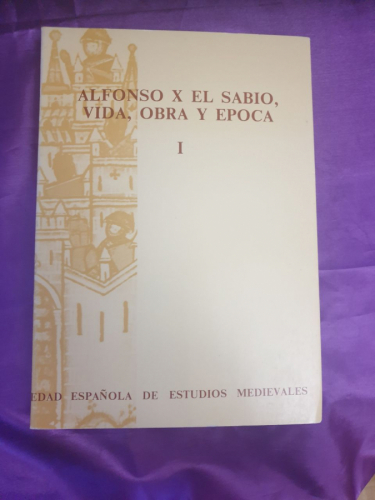 ALFONSO X EL SABIO,
VIDA, OBRA Y EPOCA
I
EDAD ESPAÑOLA DE ESTUDIOS MEDIEVALES